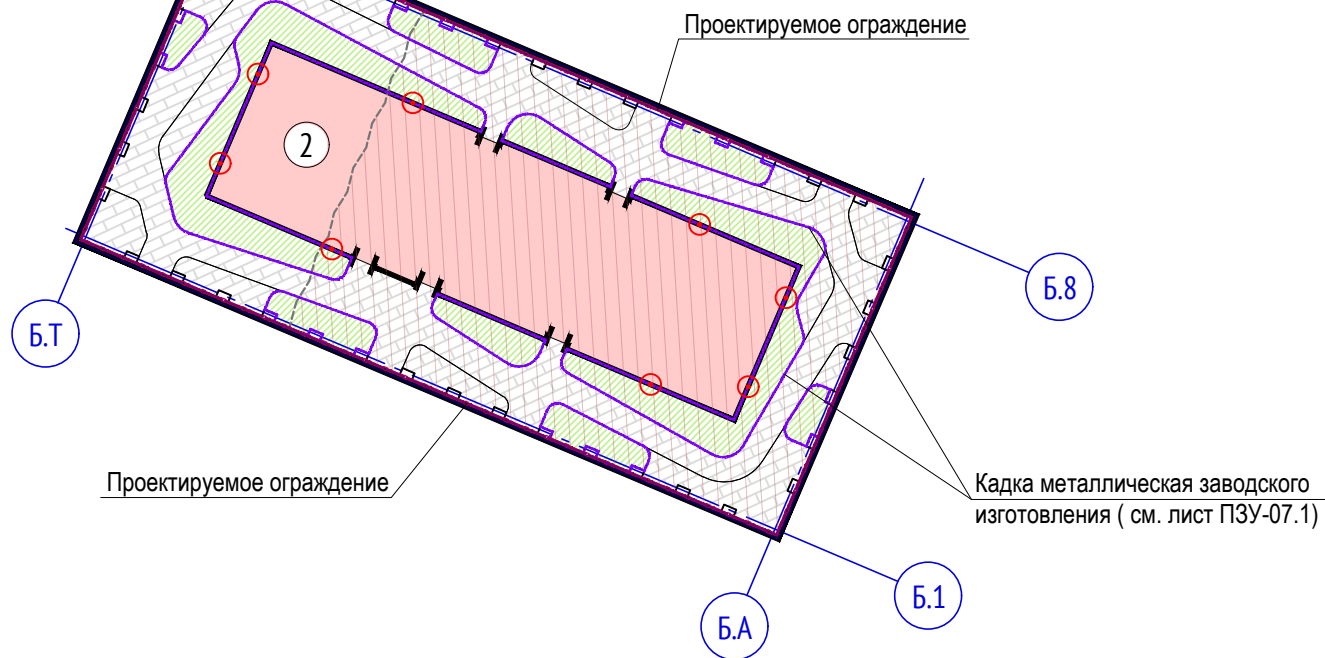 Проектируемое ограждение
2
Б.8
Б.Т
Проектируемое ограждение
Кадка металлическая заводского
изготовления ( см. лист ПЗУ-07.1)
Б.1
Б.А